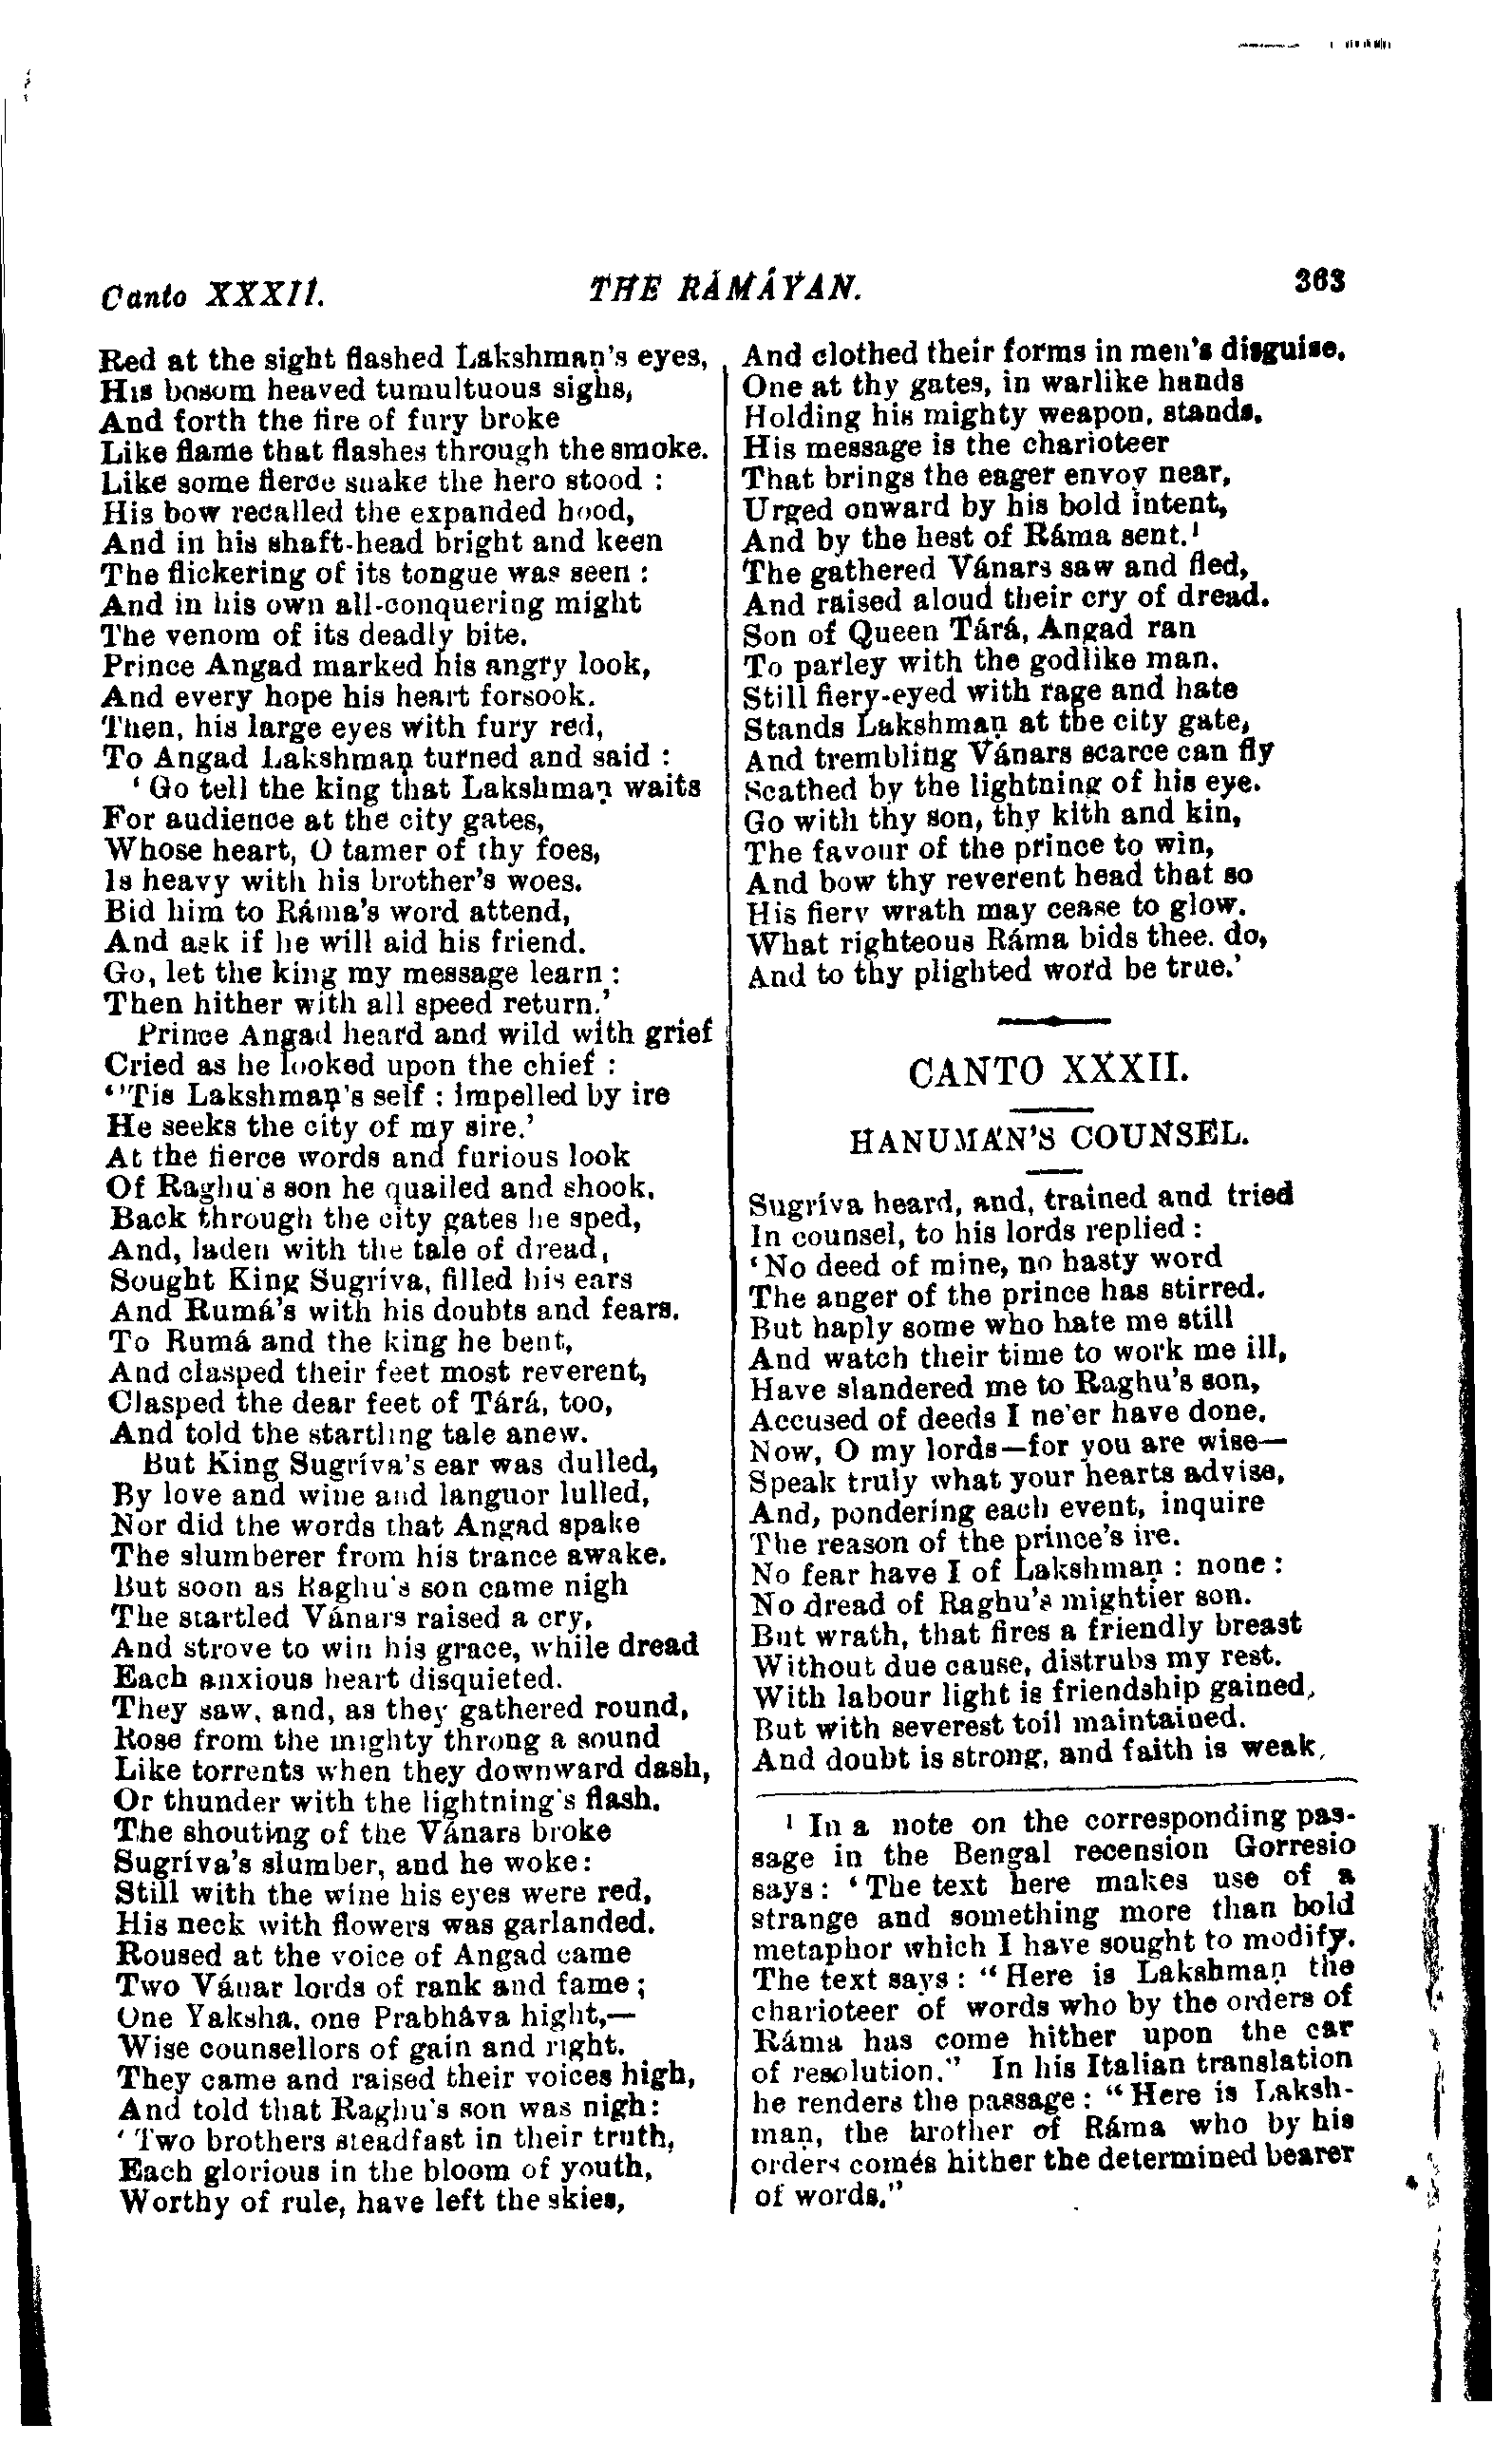 Canto XXXII. THE RÁMÁYAN. 363
Red at the sight flashed Lakshmaṇ's eyes,
His bosom heaved tumultuous sighs,
And forth the fire of fury broke
Like flame that flashes through the smoke.
Like some fierce snake the hero stood :
His bow recalled the expanded hood,
And in his shaft-head bright and keen
The flickering of its tongue was seen :
And in his own all-conquering might
The venom of its deadly bite.
Prince Angad marked his angry look,
And every hope his heart forsook.
Then, his large eyes with fury red,
To Angad Lakshmaṇ turned and said :
‘ Go tell the king that Lakshmaṇ waits
For audience at the city gates,
Whose heart, O tamer of thy foes,
Is heavy with his brother's woes.
Bid him to Ráma's word attend,
And ask if he will aid his friend.
Go, let the king my message learn :
Then hither with all speed return.’
Prince Angad heard and wild with grief
Cried as he looked upon the chief :
‘'Tis Lakshmaṇ's self : impelled by ire
He seeks the city of my sire.’
At the fierce words and furious look
Of Raghu's son he quailed and shook.
Back through the city gates he sped,
And, laden with the tale of dread,
Sought King Sugríva, filled his ears
And Rumá's with his doubts and fears.
To Rumá and the king he bent,
And clasped their feet most reverent,
Clasped the dear feet of Tárá, too,
And told the startling tale anew.
But King Sugríva's ear was dulled,
By love and wine and languor lulled,
Nor did the words that Angad spake
The slumberer from his trance awake.
But soon as Raghu's son came nigh
The startled Vánars raised a cry,
And strove to win his grace, while dread
Each anxious heart disquieted.
They saw, and, as they gathered round,
Rose from the mighty throng a sound
Like torrents when they downward dash,
Or thunder with the lightning's flash.
The shouting of the Vánars broke
Sugríva's slumber, and he woke:
Still with the wine his eyes were red,
His neck with flowers was garlanded.
Roused at the voice of Angad came
Two Vánar lords of rank and fame ;
One Yaksha, one Prabháva hight,—
Wise counsellors of gain and right.
They came and raised their voices high,
And told that Raghu's son was nigh:
‘ Two brothers steadfast in their truth,
Each glorious in the bloom of youth,
Worthy of rule, have left the skies,
And clothed their forms in men's disguise.
One at thy gates, in warlike hands
Holding his mighty weapon, stands.
His message is the charioteer
That brings the eager envoy near,
Urged onward by his bold intent,
And by the hest of Ráma sent.¹
The gathered Vánars saw and fled,
And raised aloud their cry of dread.
Son of Queen Tárá, Angad ran
To parley with the godlike man.
Still fiery-eyed with rage and hate
Stands Lakshmaṇ at the city gate,
And trembling Vánars scarce can fly
Scathed by the lightning of his eye.
Go with thy son, thy kith and kin,
The favour of the prince to win,
And bow thy reverent head that so
His fiery wrath may cease to glow.
What righteous Ráma bids thee, do,
And to thy plighted word be true.’
CANTO XXXII.
HANUMÁN'S COUNSEL.
Sugríva heard, and, trained and tried
In counsel, to his lords replied :
‘ No deed of mine, no hasty word
The anger of the prince has stirred.
But haply some who hate me still
And watch their time to work me ill,
Have slandered me to Raghu's son,
Accused of deeds I ne'er have done.
Now, O my lords—for you are wise—
Speak truly what your hearts advise,
And, pondering each event, inquire
The reason of the prince's ire.
No fear have I of Lakshmaṇ : none :
No dread of Raghu's mightier son.
But wrath, that fires a friendly breast
Without due cause, distrubs my rest.
With labour light is friendship gained,
But with severest toil maintained.
And doubt is strong, and faith is weak,
¹ In a note on the corresponding pas-
sage in the Bengal recension Gorresio
says: ‘ The text here makes use of a
strange and something more than bold
metaphor which I have sought to modify.
The text says : “ Here is Lakshmaṇ the
charioteer of words who by the orders of
Ráma has come hither upon the car
of resolution.” In his Italian translation
he renders the passage : “ Here is Laksh-
maṇ, the brother of Ráma who by his
orders comés hither the determined bearer
of words.”